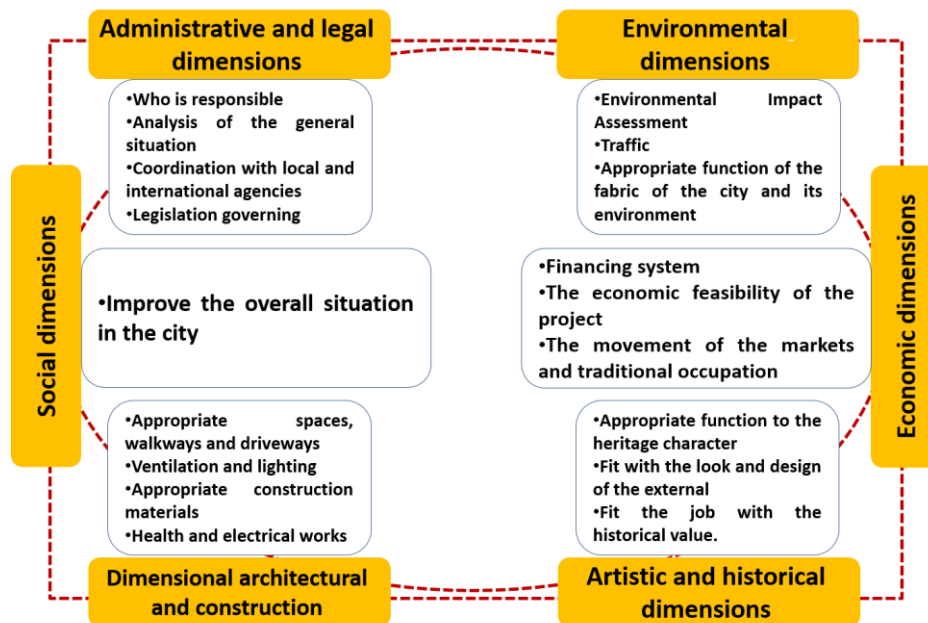 Administrative and legal
dimensions
•Who is responsible
•Analysis of the general
situation
•Coordination with local and
international agencies
•Legislation governing
Environmental
dimensions
•Environmental Impact
Assessment
•Traffic
•Appropriate function of the
fabric of the city and its
environment
Social dimensions
•Improve the overall situation
in the city
•Financing system
•The economic feasibility of the
project
•The movement of the markets
and traditional occupation
Economic dimensions
•Appropriate spaces,
walkways and driveways
•Ventilation and lighting
•Appropriate construction
materials
•Health and electrical works
Dimensional architectural
and construction
•Appropriate function to the
heritage character
•Fit with the look and design
of the external
•Fit the job with the
historical value.
Artistic and historical
dimensions